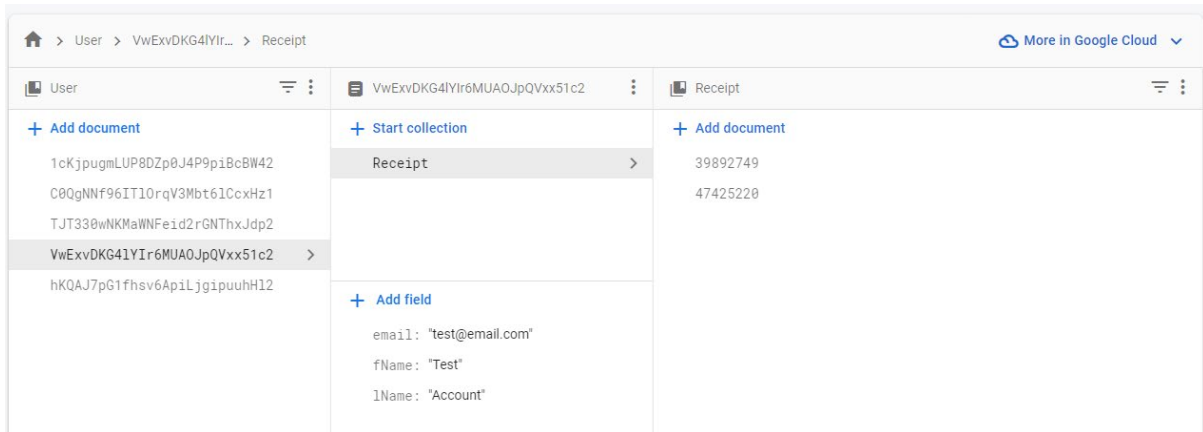 User > VwExvDKG4lYIr... > Receipt
More in Google Cloud
User
VwExvDKG4lYIr6MUAOJpQVxx51c2
Receipt
+ Add document
+ Start collection
+ Add document
1cKjpugmLUP8DZp0J4P9piBcBW42
Receipt
39892749
C0QgNNf96ITlOrqV3Mbt6lCcxHz1
47425220
TJT330wNKMaWNFeid2rGNThxJdp2
VwExvDKG4lYIr6MUAOJpQVxx51c2
hKQAJ7pG1fhsv6ApiLjgipuuhHl2
+ Add field
email: "test@email.com"
fName: "Test"
lName: "Account"